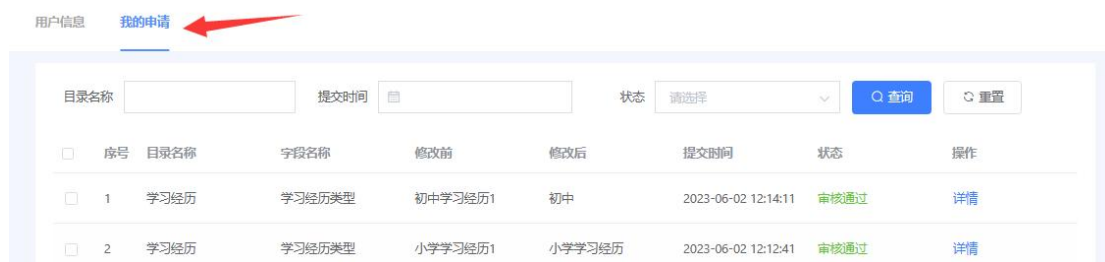 用户信息 我的申请
目录名称 提交时间 状态 请选择 查询 重置
序号 目录名称 字段名称 修改前 修改后 提交时间 状态 操作
1 学习经历 学习经历类型 初中学习经历1 初中 2023-06-02 12:14:11 审核通过 详情
2 学习经历 学习经历类型 小学学习经历1 小学学习经历 2023-06-02 12:12:41 审核通过 详情